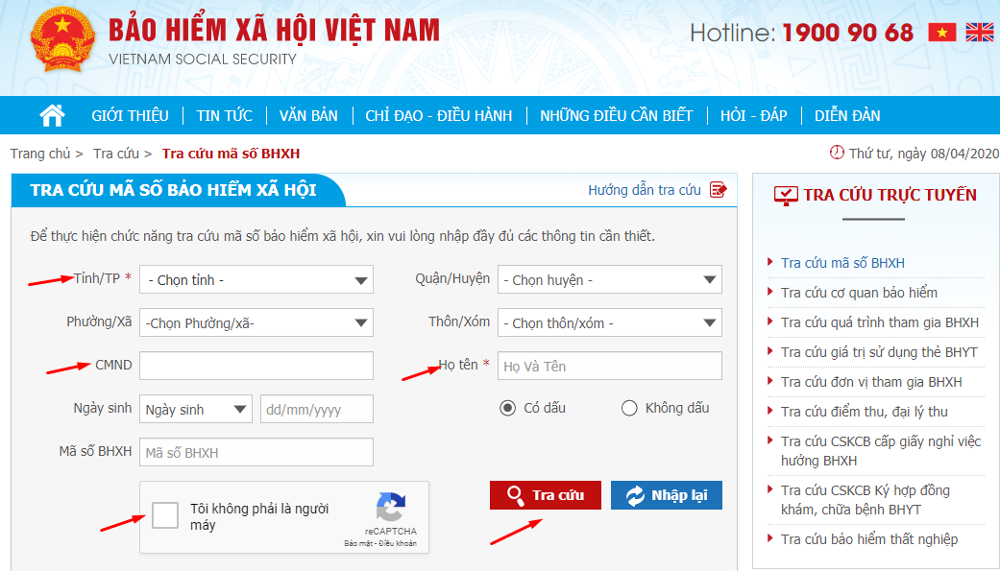 BẢO HIỂM XÃ HỘI VIỆT NAM
VIETNAM SOCIAL SECURITY
Hotline: 1900 90 68
GIỚI THIỆU TIN TỨC VĂN BẢN CHỈ ĐẠO - ĐIỀU HÀNH NHỮNG ĐIỀU CẦN BIẾT HỎI - ĐÁP DIỄN ĐÀN
Trang chủ > Tra cứu > Tra cứu mã số BHXH
Thứ tư, ngày 08/04/2020
TRA CỨU MÃ SỐ BẢO HIỂM XÃ HỘI
Hướng dẫn tra cứu
Để thực hiện chức năng tra cứu mã số bảo hiểm xã hội, xin vui lòng nhập đầy đủ các thông tin cần thiết.
Tỉnh/TP * - Chọn tỉnh - Quận/Huyện - Chọn huyện -
Phường/Xã -Chọn Phường/xã- Thôn/Xóm - Chọn thôn/xóm -
CMND Họ tên * Họ Và Tên
Ngày sinh Ngày sinh dd/mm/yyyy Có dấu Không dấu
Mã số BHXH Mã số BHXH
Tôi không phải là người
máy
reCAPTCHA
Bảo mật - Điều khoản
Tra cứu Nhập lại
TRA CỨU TRỰC TUYẾN
Tra cứu mã số BHXH
Tra cứu cơ quan bảo hiểm
Tra cứu quá trình tham gia BHXH
Tra cứu giá trị sử dụng thẻ BHYT
Tra cứu đơn vị tham gia BHXH
Tra cứu điểm thu, đại lý thu
Tra cứu CSKCB cấp giấy nghỉ việc
hưởng BHXH
Tra cứu CSKCB Ký hợp đồng
khám, chữa bệnh BHYT
Tra cứu bảo hiểm thất nghiệp